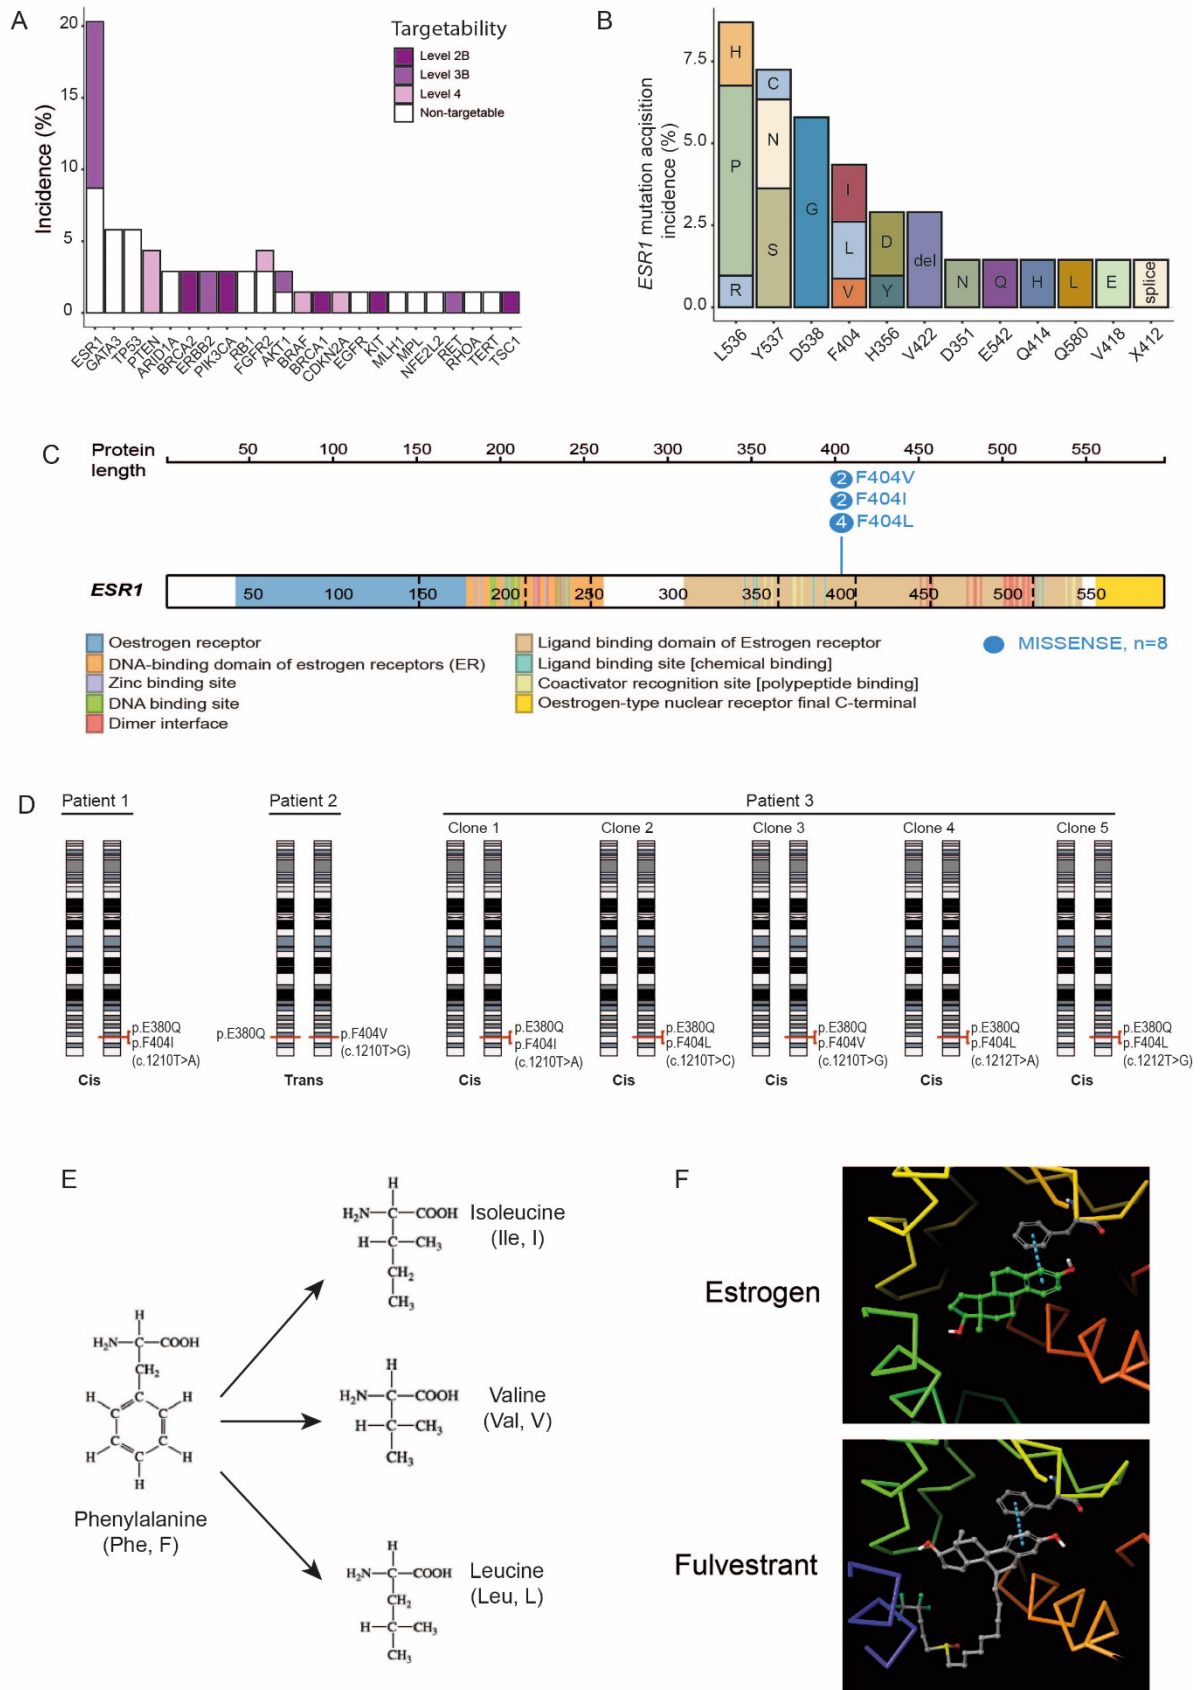 A
Incidence (%)
20
15
10
5
0
Targetability
Level 2B
Level 3B
Level 4
Non-targetable
ESR1
GATA3
TP53
PTEN
ARID1A
BRCA2
ERBB2
PIK3CA
RB1
FGFR2
AKT1
BRAF
BRCA1
CDKN2A
EGFR
KIT
MLH1
MPL
NFE2L2
RET
RHOA
TERT
TSC1
B
ESR1 mutation acqisition
incidence (%)
7.5
5.0
2.5
0.0
H
P
R
C
N
S
G
I
L
V
D
Y
del
N
Q
H
L
E
splice
L536
Y537
D538
F404
H356
V422
D351
E542
Q414
Q580
V418
X412
C
Protein
length
50 100 150 200 250 300 350 400 450 500 550
2 F404V
2 F404I
4 F404L
ESR1
50 100 150 200 250 300 350 400 450 500 550
Oestrogen receptor
DNA-binding domain of estrogen receptors (ER)
Zinc binding site
DNA binding site
Dimer interface
Ligand binding domain of Estrogen receptor
Ligand binding site [chemical binding]
Coactivator recognition site [polypeptide binding]
Oestrogen-type nuclear receptor final C-terminal
MISSENSE, n=8
D
Patient 1
p.E380Q
p.F404I
(c.1210T>A)
Cis
Patient 2
p.E380Q
p.F404V
(c.1210T>G)
Trans
Patient 3
Clone 1
p.E380Q
p.F404I
(c.1210T>A)
Cis
Clone 2
p.E380Q
p.F404L
(c.1210T>C)
Cis
Clone 3
p.E380Q
p.F404V
(c.1210T>G)
Cis
Clone 4
p.E380Q
p.F404L
(c.1212T>A)
Cis
Clone 5
p.E380Q
p.F404L
(c.1212T>G)
Cis
E
H
H₂N—C—COOH
CH₂
H C H
C C
C C
H C H
H
Phenylalanine
(Phe, F)
H
H₂N—C—COOH
H—C—CH₃
CH₂
CH₃
Isoleucine
(Ile, I)
H
H₂N—C—COOH
H—C—CH₃
CH₃
Valine
(Val, V)
H
H₂N—C—COOH
CH₂
H—C—CH₃
CH₃
Leucine
(Leu, L)
F
Estrogen
Fulvestrant